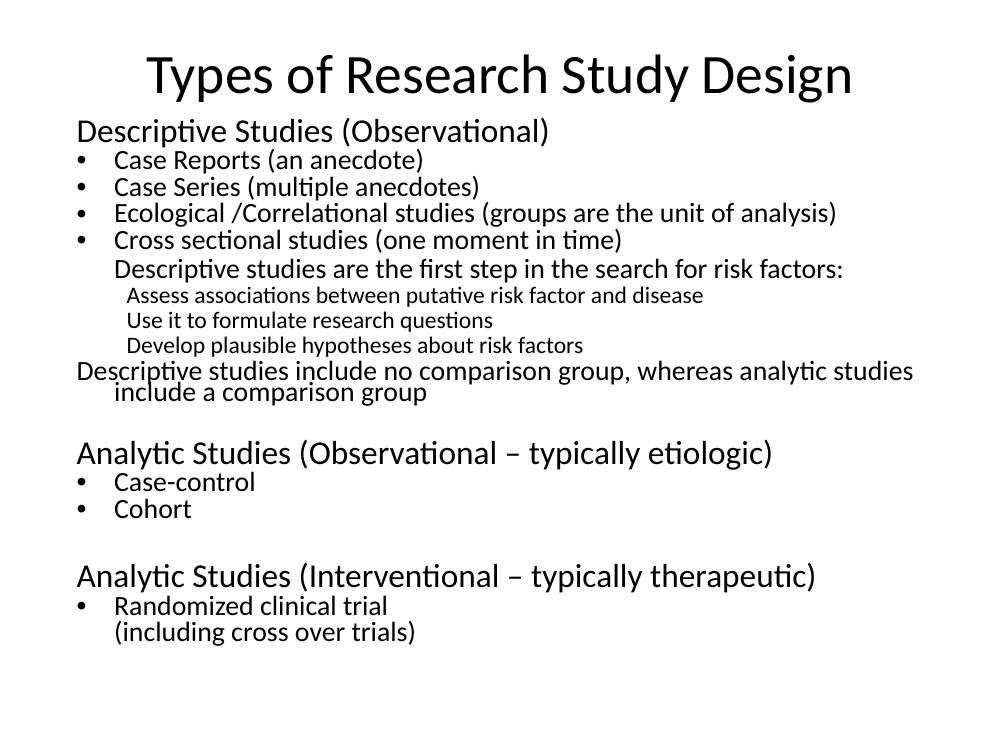 Types of Research Study Design
Descriptive Studies (Observational)
• Case Reports (an anecdote)
• Case Series (multiple anecdotes)
• Ecological /Correlational studies (groups are the unit of analysis)
• Cross sectional studies (one moment in time)
Descriptive studies are the first step in the search for risk factors:
Assess associations between putative risk factor and disease
Use it to formulate research questions
Develop plausible hypotheses about risk factors
Descriptive studies include no comparison group, whereas analytic studies
include a comparison group
Analytic Studies (Observational – typically etiologic)
• Case-control
• Cohort
Analytic Studies (Interventional – typically therapeutic)
• Randomized clinical trial
(including cross over trials)